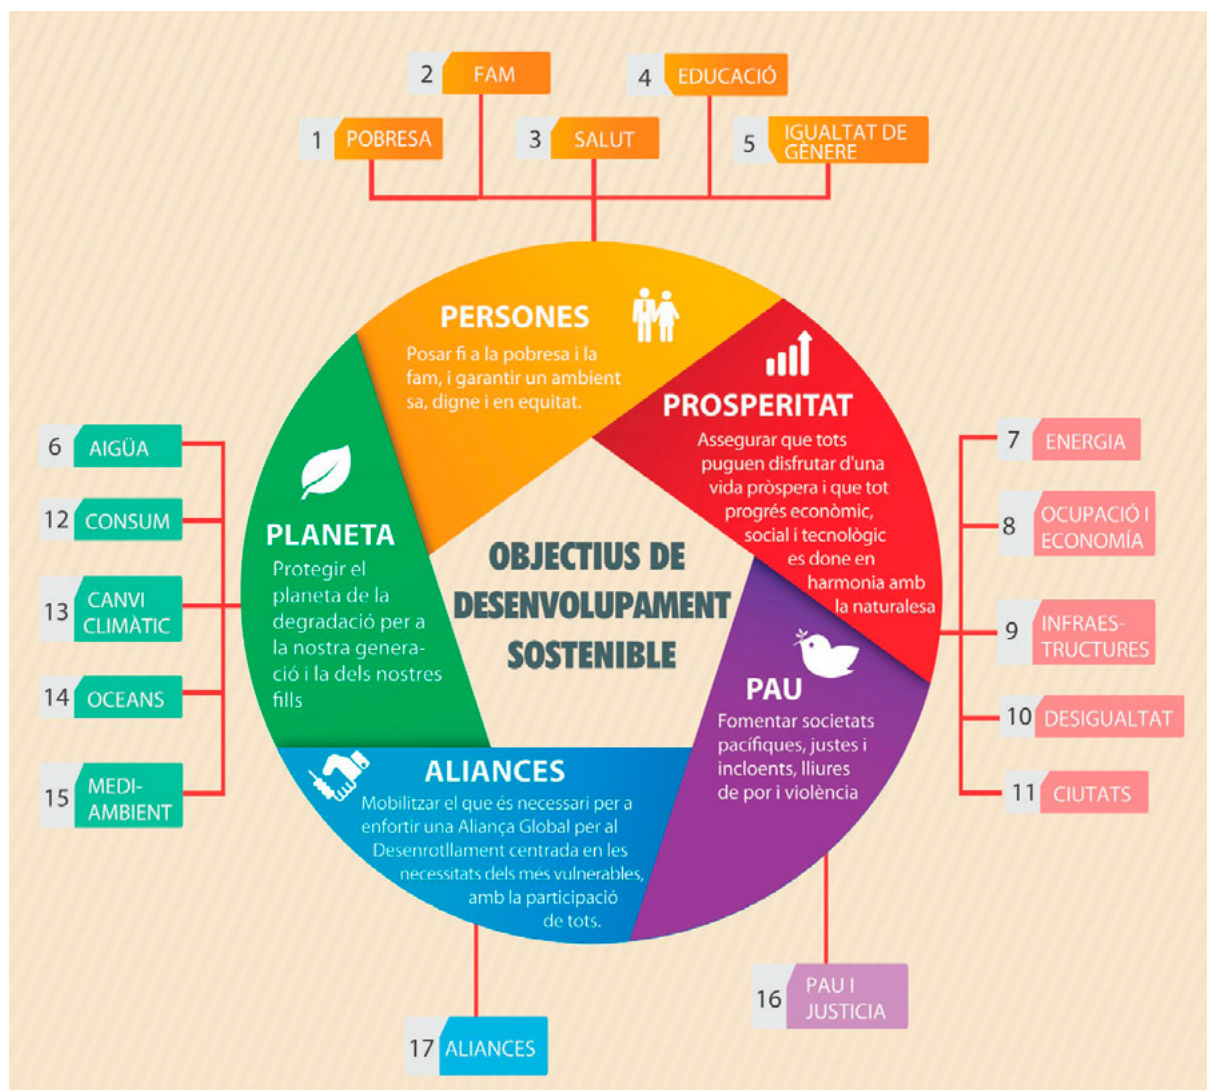 2 FAM
4 EDUCACIÓ
1 POBRESA
3 SALUT
5 IGUALTAT DE
GÈNERE
PERSONES
Posar fi a la pobresa i la
fam, i garantir un ambient
sa, digne i en equitat.
PROSPERITAT
Assegurar que tots
puguen disfrutar d'una
vida pròspera i que tot
progrés econòmic,
social i tecnològic
es done en
harmonia amb
la naturalesa
7 ENERGIA
8 OCUPACIÓ I
ECONOMÍA
9 INFRAES-
TRUCTURES
10 DESIGUALTAT
11 CIUTATS
6 AIGÜA
12 CONSUM
13 CANVI
CLIMÀTIC
14 OCEANS
15 MEDI-
AMBIENT
PLANETA
Protegir el
planeta de la
degradació per a
la nostra genera-
ció i la dels nostres
fills
OBJECTIUS DE
DESENVOLUPAMENT
SOSTENIBLE
PAU
Fomentar societats
pacífiques, justes i
incloents, lliures
de por i violència
ALIANCES
Mobilitzar el que és necessari per a
enfortir una Aliança Global per al
Desenrotllament centrada en les
necessitats dels més vulnerables,
amb la participació
de tots.
16 PAU I
JUSTICIA
17 ALIANCES